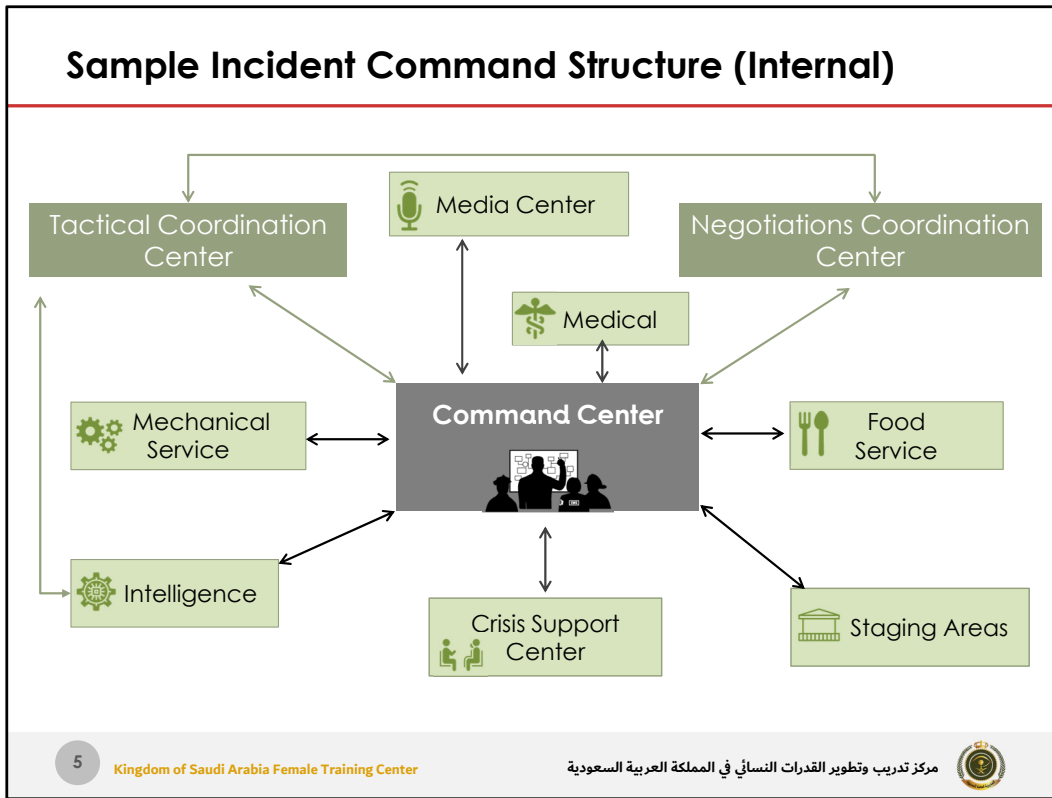 Sample Incident Command Structure (Internal)
Tactical Coordination
Center
Media Center
Negotiations Coordination
Center
Medical
Command Center
Mechanical
Service
Food
Service
Intelligence
Crisis Support
Center
Staging Areas
5
Kingdom of Saudi Arabia Female Training Center
مركز تدريب وتطوير القدرات النسائي في المملكة العربية السعودية